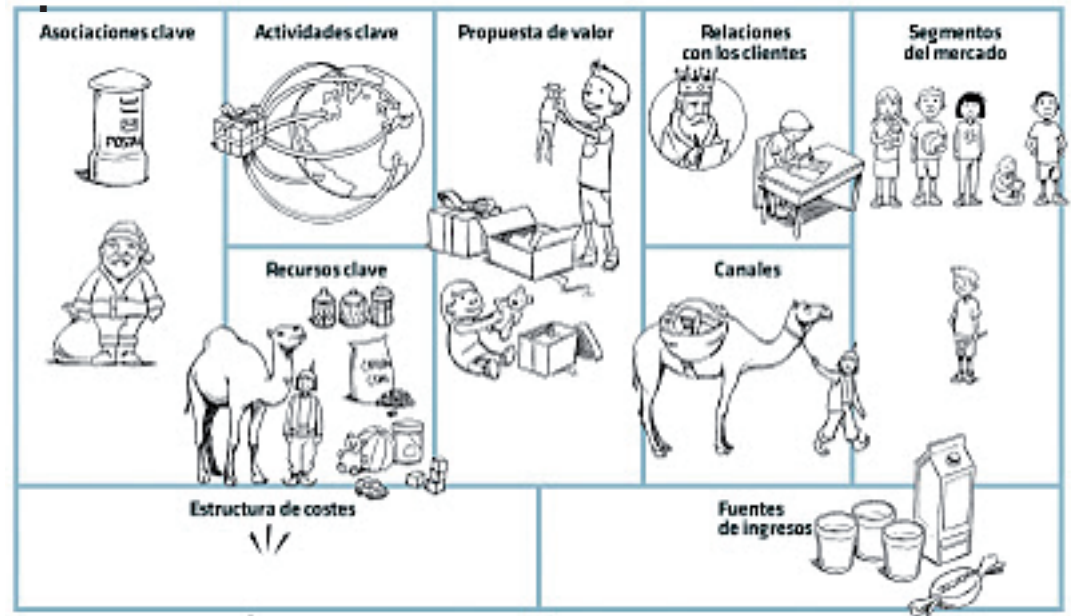 Asociaciones clave
Actividades clave
Propuesta de valor
Relaciones
con los clientes
Segmentos
del mercado
Recursos clave
Canales
Estructura de costes
Fuentes
de ingresos